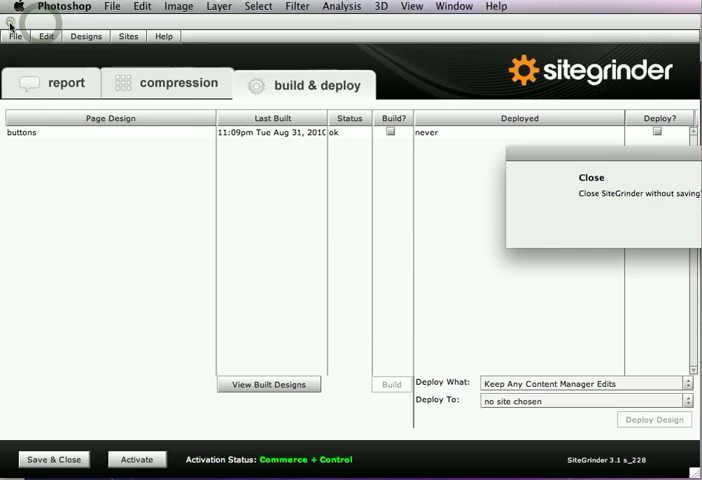 Photoshop File Edit Image Layer Select Filter Analysis 3D View Window Help
File Edit Designs Sites Help
report compression build & deploy sitegrinder
Page Design Last Built Status Build? Deployed Deploy?
buttons 11:09pm Tue Aug 31, 2010 ok never
Close
Close SiteGrinder without saving?
View Built Designs Build Deploy What: Keep Any Content Manager Edits
Deploy To: no site chosen
Deploy Design
Save & Close Activate Activation Status: Commerce + Control SiteGrinder 3.1 s_228